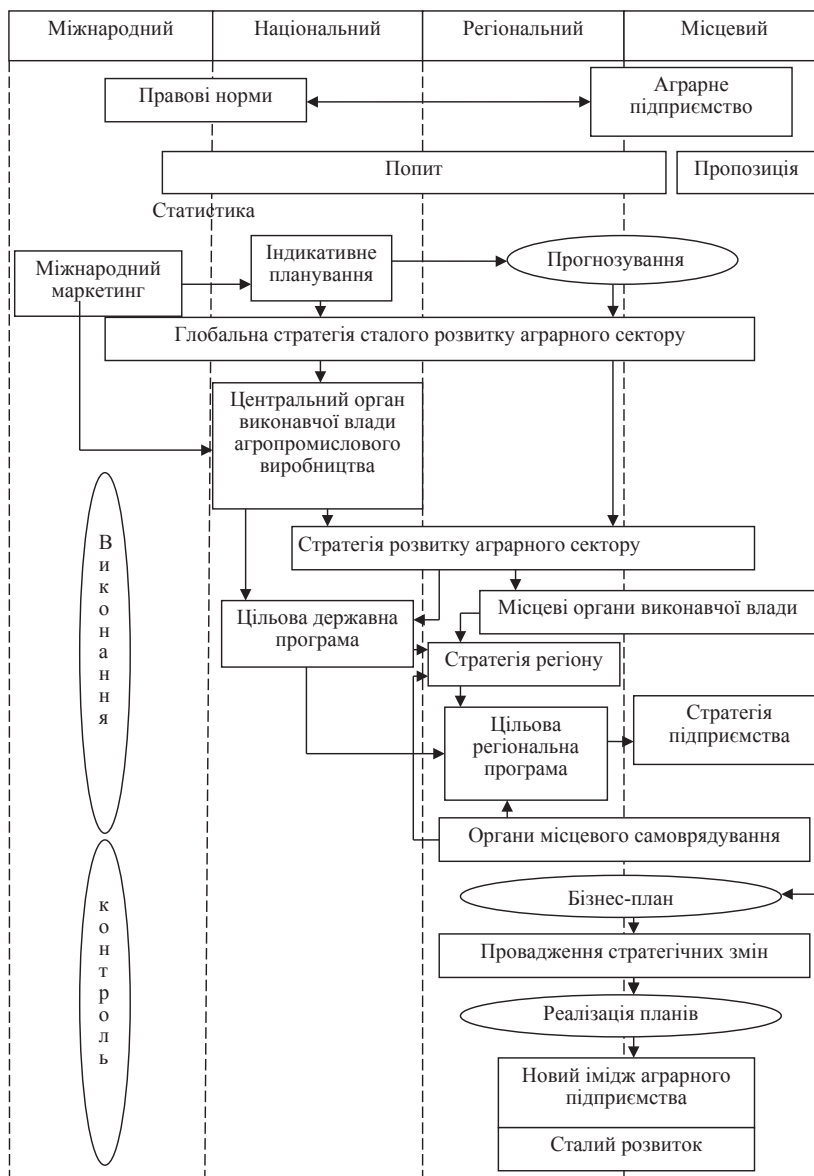 Міжнародний
Національний
Регіональний
Місцевий
Правові норми
Аграрне
підприємство
Попит
Пропозиція
Статистика
Міжнародний
маркетинг
Індикативне
планування
Прогнозування
Глобальна стратегія сталого розвитку аграрного сектору
Центральний орган
виконавчої влади
агропромислового
виробництва
Виконання
Стратегія розвитку аграрного сектору
Цільова державна
програма
Місцеві органи виконавчої влади
Стратегія регіону
Цільова
регіональна
програма
Стратегія
підприємства
Органи місцевого самоврядування
контроль
Бізнес-план
Провадження стратегічних змін
Реалізація планів
Новий імідж аграрного
підприємства
Сталий розвиток